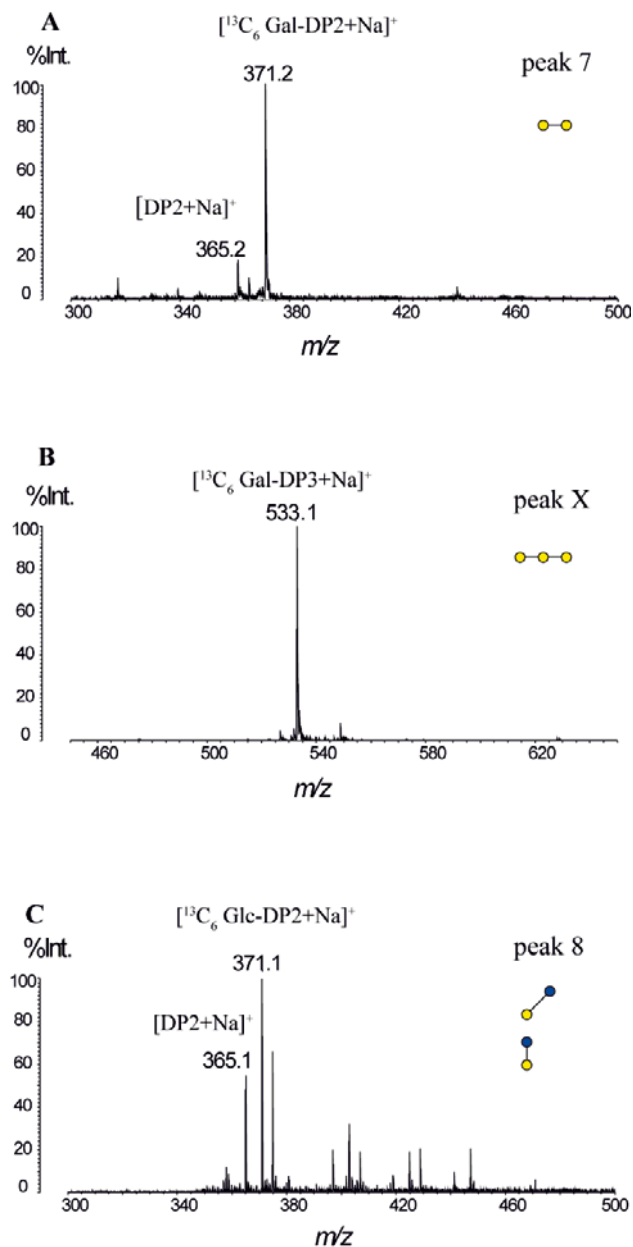 A
[¹³C₆ Gal-DP2+Na]⁺
%Int.
371.2
peak 7
100
80
60
40
20
0
[DP2+Na]⁺
365.2
300 340 380 420 460 500
m/z
B
[¹³C₆ Gal-DP3+Na]⁺
%Int.
533.1
peak X
100
80
60
40
20
0
460 500 540 580 620
m/z
C
[¹³C₆ Glc-DP2+Na]⁺
%Int.
371.1
peak 8
100
80
60
40
20
0
[DP2+Na]⁺
365.1
300 340 380 420 460 500
m/z